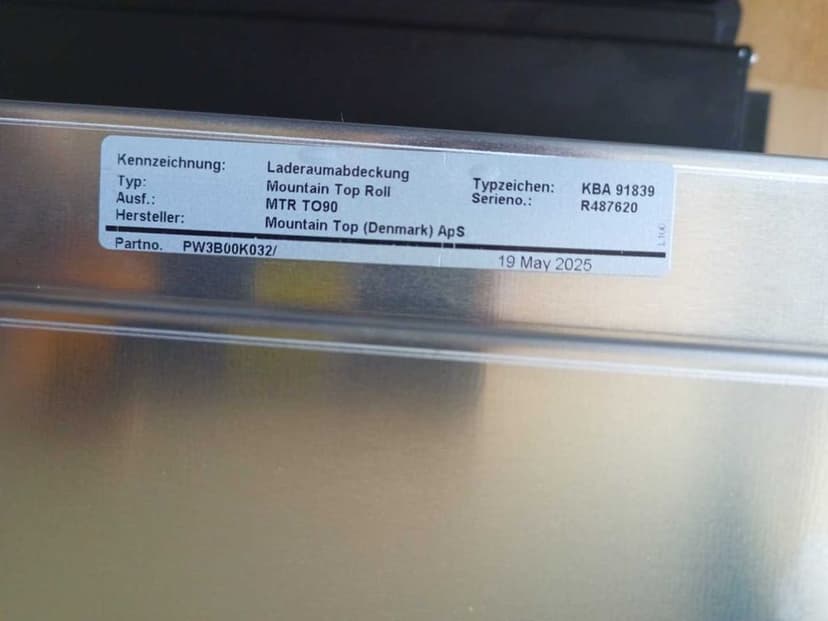 Kennzeichnung: Laderaumabdeckung
Typ: Mountain Top Roll Typzeichen: KBA 91839
Ausf.: MTR TO90 Serieno.: R487620
Hersteller: Mountain Top (Denmark) ApS
Partno. PW3B00K032/ 19 May 2025